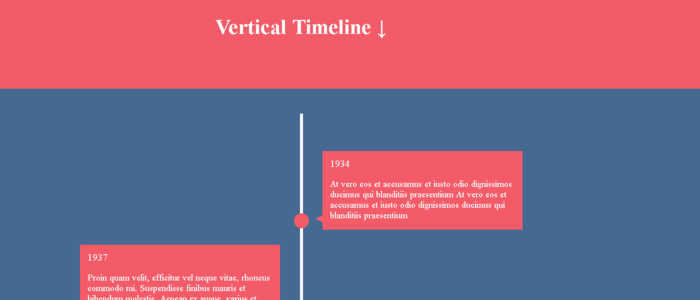 Vertical Timeline ↓
1934
At vero eos et accusamus et iusto odio dignissimos
ducimus qui blanditiis praesentium At vero eos et
accusamus et iusto odio dignissimos ducimus qui
blanditiis praesentium
1937
Proin quam velit, efficitur vel neque vitae, rhoncus
commodo mi. Suspendisse finibus mauris et
bibendum molestie. Aenean ex augue, varius et